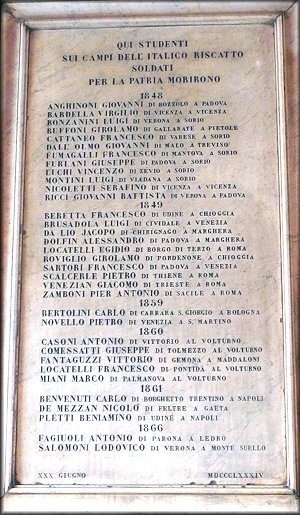 QUI STUDENTI
SUI CAMPI DELL'ITALICO RISCATTO
SOLDATI
PER LA PATRIA MORIRONO
1848
ANGHINONI GIOVANNI DI BOZZOLO A PADOVA
BARDELLA VIRGILIO DI VICENZA A VICENZA
BONZANINI LUIGI DI VERONA A SORIO
BUFFONI GIROLAMO DI GALLARATE A PIETOLE
CATTANEO FRANCESCO DI VARESE A SORIO
DALL'OLMO GIOVANNI DI MALO A TREVISO
FUMAGALLI FRANCESCO DI MANTOVA A SORIO
FURLANI GIUSEPPE DI PADOVA A SORIO
LUCHI VINCENZO DI ZEVIO A SORIO
MONTINI LUIGI DI VIADANA A SORIO
NICOLETTI SERAFINO DI VICENZA A VICENZA
RICCI GIOVANNI BATTISTA DI VERONA A PADOVA
1849
BERETTA FRANCESCO DI UDINE A CHIOGGIA
BRUSADOLA LUIGI DI CIVIDALE A VENEZIA
DA LIO JACOPO DI CHIRIGNAGO A MARGHERA
DOLFIN ALESSANDRO DI PADOVA A MARGHERA
LOCATELLI EGIDIO DI BORGO DI TERZO A ROMA
ROVIGLIO GIROLAMO DI PORDENONE A CHIOGGIA
SARTORI FRANCESCO DI PADOVA A VENEZIA
SCALCERLE PIETRO DI THIENE A ROMA
VENEZIAN GIACOMO DI TRIESTE A ROMA
ZAMBONI PIER ANTONIO DI SACILE A ROMA
1859
BERTOLINI CARLO DI CARRARA S. GIORGIO A BOLOGNA
NOVELLO PIETRO DI VENEZIA A S. MARTINO
1860
CASONI ANTONIO DI VITTORIO AL VOLTURNO
COMESSATTI GIUSEPPE DI TOLMEZZO AL VOLTURNO
FANTAGUZZI VITTORIO DI GEMONA A MADDALONI
LOCATELLI FRANCESCO DI PONTIDA AL VOLTURNO
MIANI MARCO DI PALMANOVA AL VOLTURNO
1861
BENVENUTI CARLO DI BORGHETTO TRENTINO A NAPOLI
DE MEZZAN NICOLÒ DI FELTRE A GAETA
PLETTI BENIAMINO DI UDINE A NAPOLI
1866
FAGIUOLI ANTONIO DI PARONA A LEDRO
SALOMONI LODOVICO DI VERONA A MONTE SUELLO
XXX GIUGNO MDCCCLXXXIV